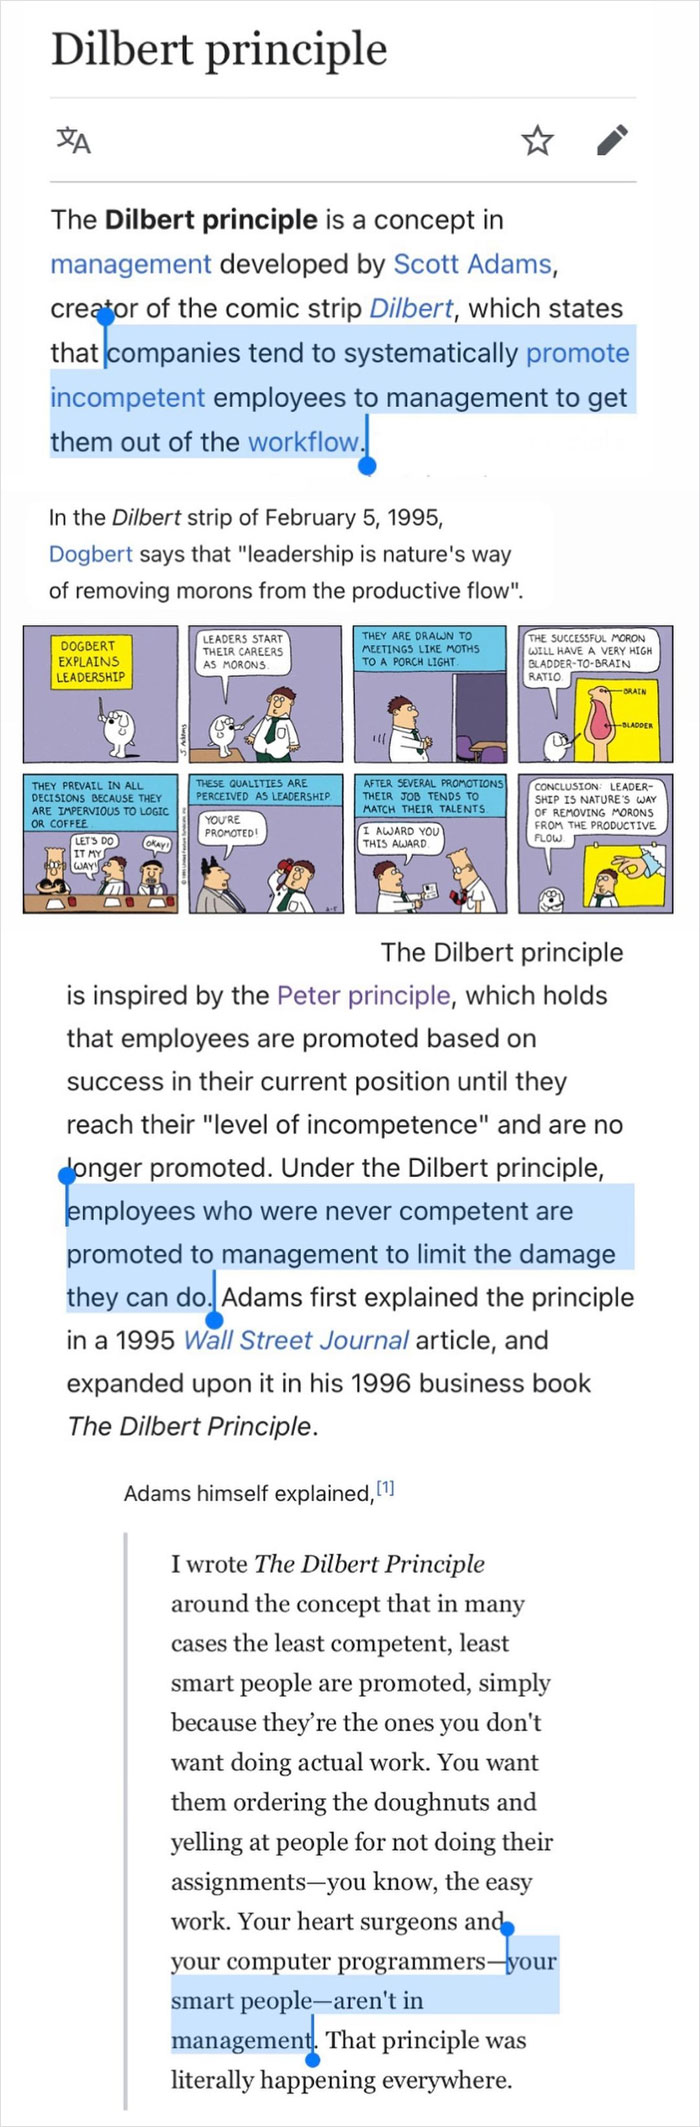 Dilbert principle
The Dilbert principle is a concept in
management developed by Scott Adams,
creator of the comic strip Dilbert, which states
that companies tend to systematically promote
incompetent employees to management to get
them out of the workflow.
In the Dilbert strip of February 5, 1995,
Dogbert says that "leadership is nature's way
of removing morons from the productive flow".
DOGBERT
EXPLAINS
LEADERSHIP
LEADERS START
THEIR CAREERS
AS MORONS.
S. Adams
THEY ARE DRAWN TO
MEETINGS LIKE MOTHS
TO A PORCH LIGHT.
THE SUCCESSFUL MORON
WILL HAVE A VERY HIGH
BLADDER-TO-BRAIN
RATIO.
BRAIN
BLADDER
THEY PREVAIL IN ALL
DECISIONS BECAUSE THEY
ARE IMPERVIOUS TO LOGIC
OR COFFEE.
LET'S DO
IT MY
WAY!
OKAY!
THESE QUALITIES ARE
PERCEIVED AS LEADERSHIP.
YOU'RE
PROMOTED!
2-5
AFTER SEVERAL PROMOTIONS
THEIR JOB TENDS TO
MATCH THEIR TALENTS.
I AWARD YOU
THIS AWARD.
CONCLUSION: LEADER-
SHIP IS NATURE'S WAY
OF REMOVING MORONS
FROM THE PRODUCTIVE
FLOW.
The Dilbert principle
is inspired by the Peter principle, which holds
that employees are promoted based on
success in their current position until they
reach their "level of incompetence" and are no
longer promoted. Under the Dilbert principle,
employees who were never competent are
promoted to management to limit the damage
they can do. Adams first explained the principle
in a 1995 Wall Street Journal article, and
expanded upon it in his 1996 business book
The Dilbert Principle.
Adams himself explained,[1]
I wrote The Dilbert Principle
around the concept that in many
cases the least competent, least
smart people are promoted, simply
because they're the ones you don't
want doing actual work. You want
them ordering the doughnuts and
yelling at people for not doing their
assignments—you know, the easy
work. Your heart surgeons and
your computer programmers—your
smart people—aren't in
management. That principle was
literally happening everywhere.